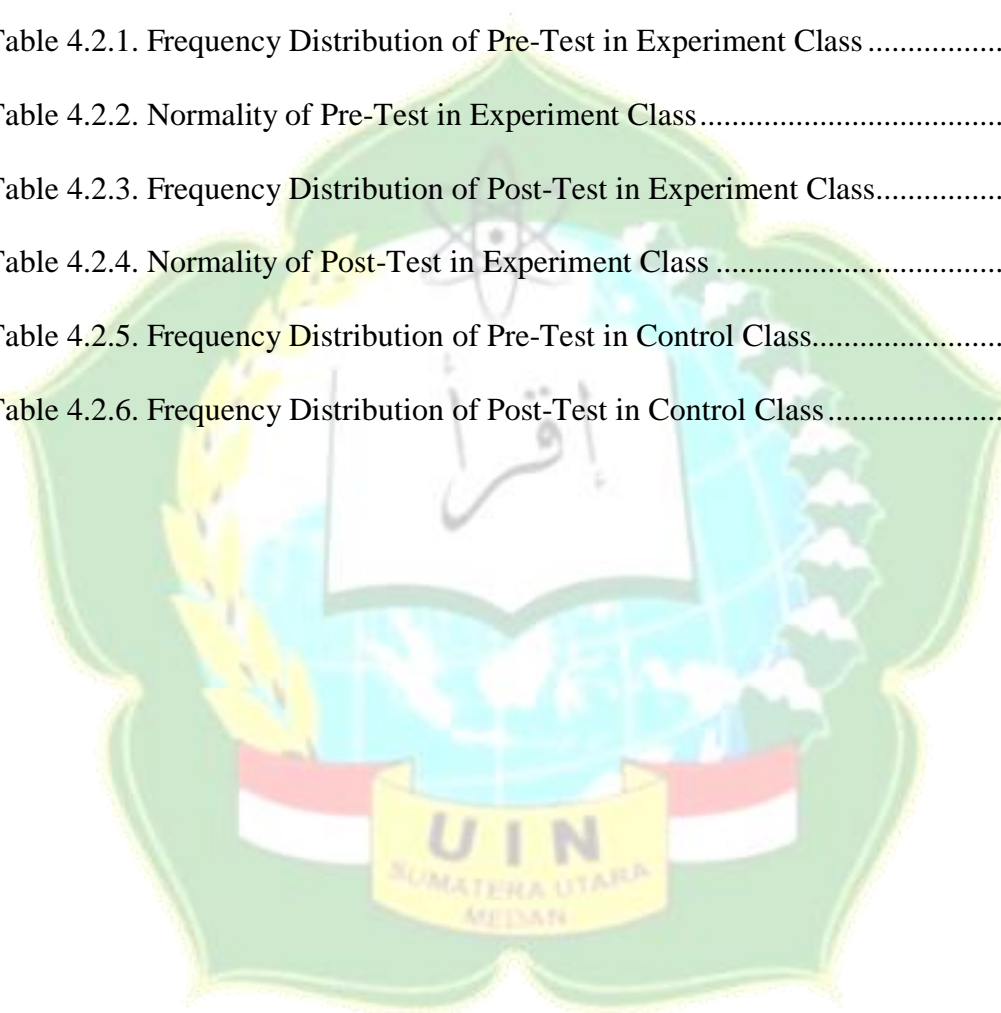 Table 4.2.1. Frequency Distribution of Pre-Test in Experiment Class .................
Table 4.2.2. Normality of Pre-Test in Experiment Class ......................................
Table 4.2.3. Frequency Distribution of Post-Test in Experiment Class................
Table 4.2.4. Normality of Post-Test in Experiment Class ....................................
Table 4.2.5. Frequency Distribution of Pre-Test in Control Class........................
Table 4.2.6. Frequency Distribution of Post-Test in Control Class ......................
إقرأ
UIN
SUMATERA UTARA
MEDAN